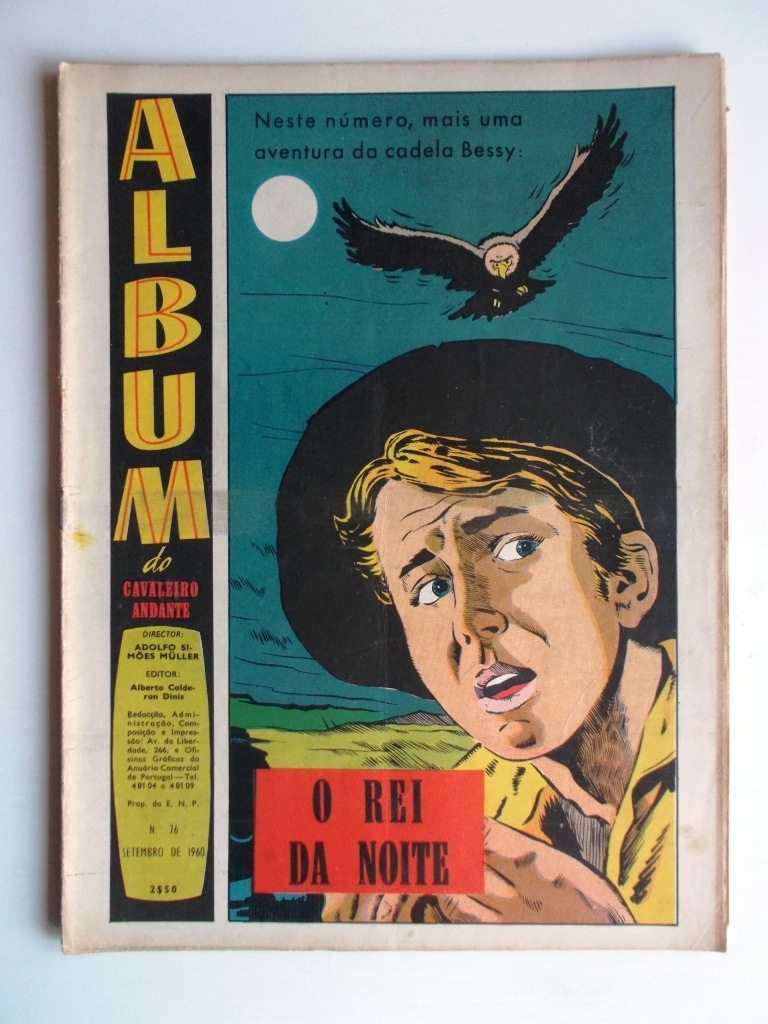 ALBUM
do
CAVALEIRO
ANDANTE
DIRECTOR:
ADOLFO SI-
MÕES MÜLLER
EDITOR:
Alberto Calde-
ron Diniz
Redacção, Admi-
nistração, Com-
posição e Impres-
são: Av. da Liber-
dade, 266, e Ofi-
cinas Gráficas do
Anuário Comercial
de Portugal — Tel.
48104 a 48109
Prop. da E. N. P.
N. 76
SETEMBRO DE 1960
2$50
Neste número, mais uma
aventura da cadela Bessy:
O REI
DA NOITE